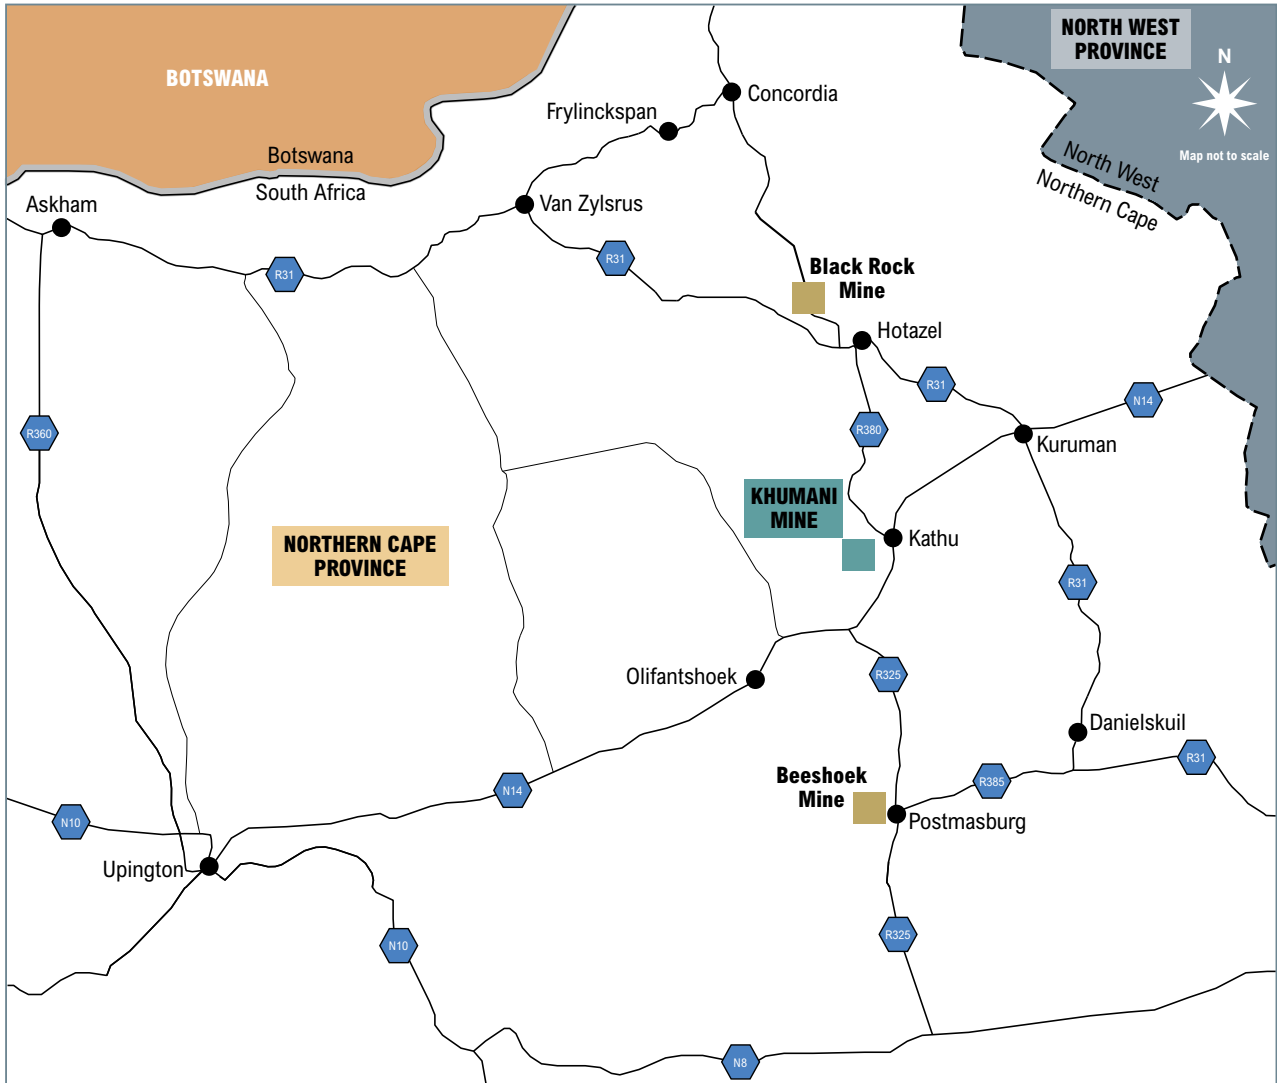 NORTH WEST
PROVINCE
N
BOTSWANA
Concordia
Frylinckspan
Map not to scale
Botswana
South Africa
North West
Northern Cape
Askham
Van Zylsrus
R31
R31
Black Rock
Mine
Hotazel
R31
N14
R360
R380
Kuruman
KHUMANI
MINE
Kathu
NORTHERN CAPE
PROVINCE
R31
Olifantshoek
R325
Danielskuil
R31
Beeshoek
Mine
R385
N14
Postmasburg
N10
Upington
R325
N10
N8